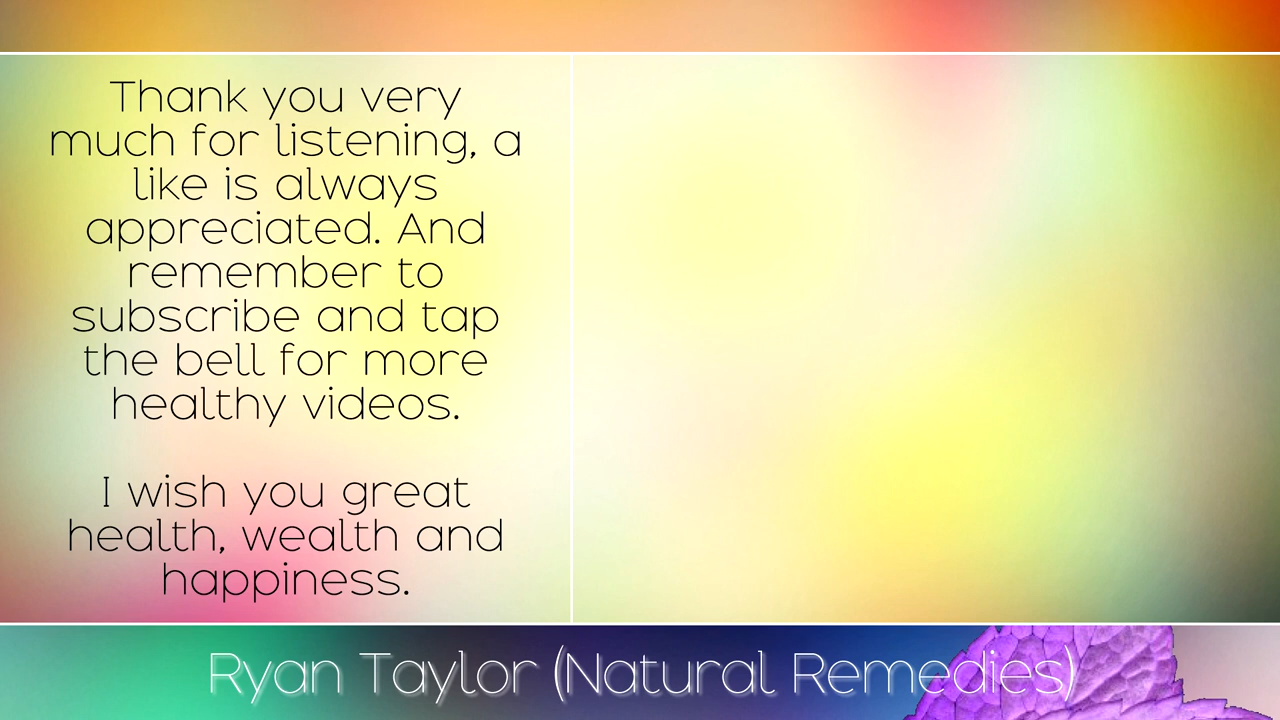 Thank you very
much for listening, a
like is always
appreciated. And
remember to
subscribe and tap
the bell for more
healthy videos.
I wish you great
health, wealth and
happiness.
Ryan Taylor (Natural Remedies)